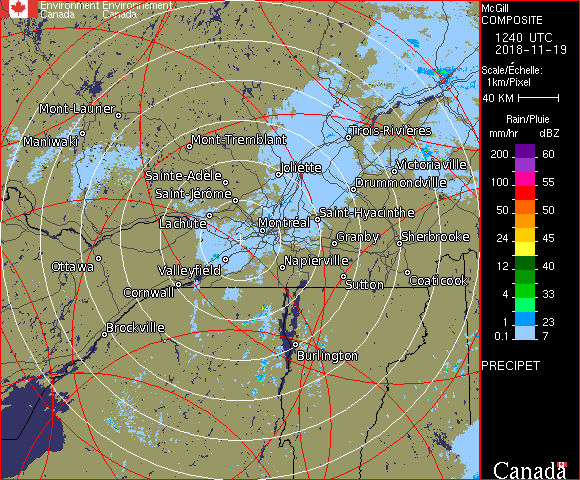 Environment Environnement
Canada Canada
McGill
COMPOSITE
1240 UTC
2018-11-19
Scale/Échelle:
1km/Pixel
40 KM
Rain/Pluie
mm/hr dBZ
200 60
100 55
50 50
24 45
12 40
4 33
1 23
0.1 7
PRECIPET
Canada
Mont-Laurier
Maniwaki
Mont-Tremblant
Trois-Rivières
Joliette
Victoriaville
Sainte-Adèle
Drummondville
Saint-Jérôme
Lachute
Saint-Hyacinthe
Montréal
Granby
Sherbrooke
Ottawa
Valleyfield
Napierville
Cornwall
Sutton
Coaticook
Brockville
Burlington